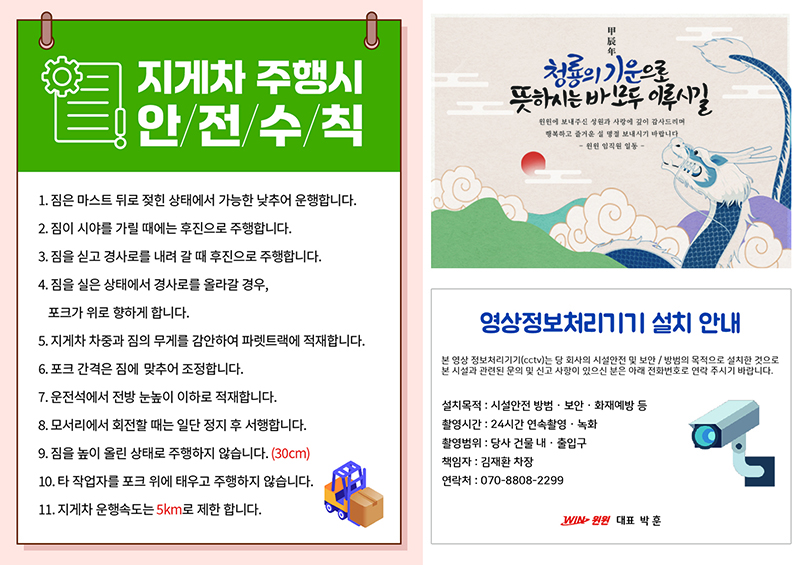 지게차 주행시
안/전/수/칙
1. 짐은 마스트 뒤로 젖힌 상태에서 가능한 낮추어 운행합니다.
2. 짐이 시야를 가릴 때에는 후진으로 주행합니다.
3. 짐을 싣고 경사로를 내려 갈 때 후진으로 주행합니다.
4. 짐을 실은 상태에서 경사로를 올라갈 경우,
포크가 위로 향하게 합니다.
5. 지게차 차중과 짐의 무게를 감안하여 파렛트랙에 적재합니다.
6. 포크 간격은 짐에 맞추어 조정합니다.
7. 운전석에서 전방 눈높이 이하로 적재합니다.
8. 모서리에서 회전할 때는 일단 정지 후 서행합니다.
9. 짐을 높이 올린 상태로 주행하지 않습니다. (30cm)
10. 타 작업자를 포크 위에 태우고 주행하지 않습니다.
11. 지게차 운행속도는 5km로 제한 합니다.
甲辰年
청룡의 기운으로
뜻하시는 바 모두 이루시길
윈윈에 보내주신 성원과 사랑에 깊이 감사드리며
행복하고 즐거운 설 명절 보내시기 바랍니다
- 윈윈 임직원 일동 -
영상정보처리기기 설치 안내
본 영상 정보처리기기(cctv)는 당 회사의 시설안전 및 보안 / 방범의 목적으로 설치한 것으로
본 시설과 관련된 문의 및 신고 사항이 있으신 분은 아래 전화번호로 연락 주시기 바랍니다.
설치목적 : 시설안전 방범 · 보안 · 화재예방 등
촬영시간 : 24시간 연속촬영 · 녹화
촬영범위 : 당사 건물 내 · 출입구
책임자 : 김재환 차장
연락처 : 070-8808-2299
WIN 윈윈 대표 박 훈